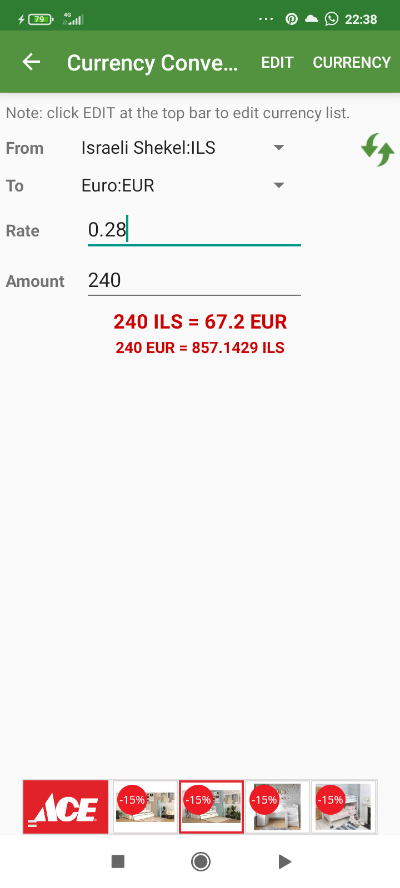 79
4G
22:38
Currency Conve... EDIT CURRENCY
Note: click EDIT at the top bar to edit currency list.
From Israeli Shekel:ILS
To Euro:EUR
Rate 0.28
Amount 240
240 ILS = 67.2 EUR
240 EUR = 857.1429 ILS
ACE -15% -15% -15% -15%